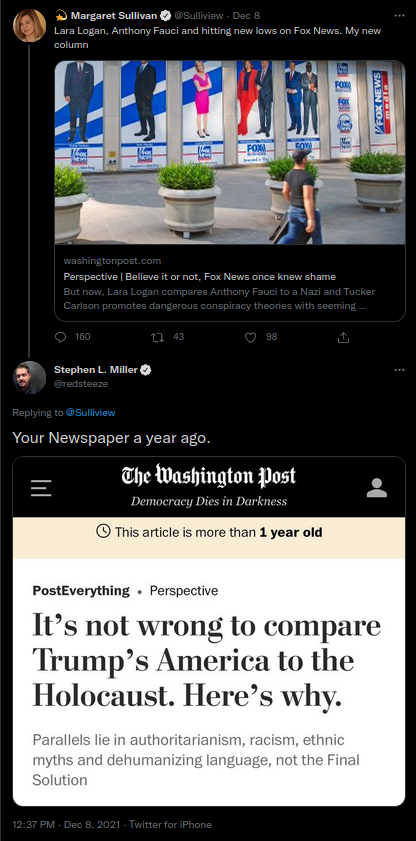 Margaret Sullivan @Sulliview · Dec 8
Lara Logan, Anthony Fauci and hitting new lows on Fox News. My new
column
FOX NEWS
media
FOX
BUSINESS
washingtonpost.com
Perspective | Believe it or not, Fox News once knew shame
But now, Lara Logan compares Anthony Fauci to a Nazi and Tucker
Carlson promotes dangerous conspiracy theories with seeming ...
160 43 98
Stephen L. Miller
@redsteeze
Replying to @Sulliview
Your Newspaper a year ago.
The Washington Post
Democracy Dies in Darkness
This article is more than 1 year old
PostEverything • Perspective
It’s not wrong to compare
Trump’s America to the
Holocaust. Here’s why.
Parallels lie in authoritarianism, racism, ethnic
myths and dehumanizing language, not the Final
Solution
12:37 PM · Dec 8, 2021 · Twitter for iPhone